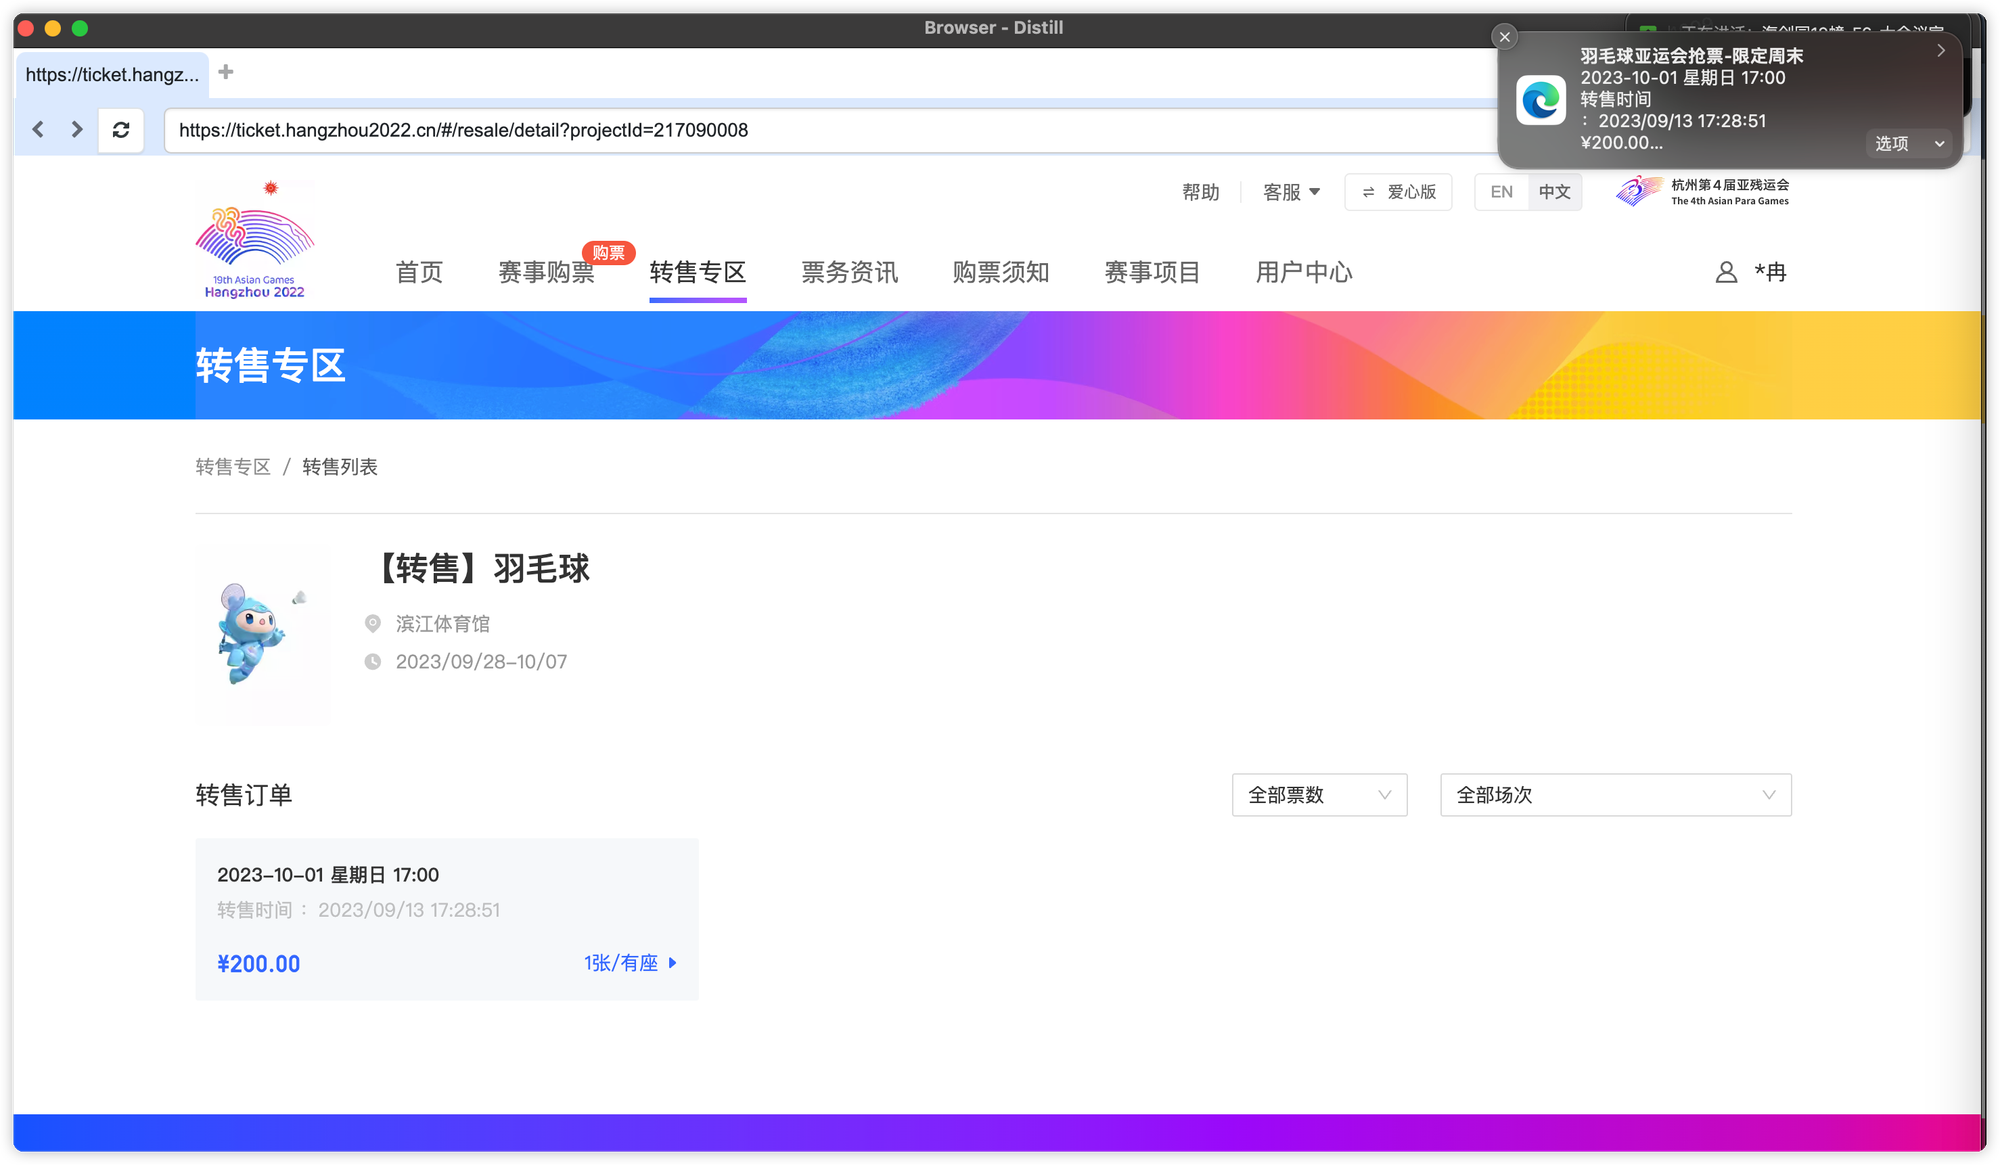 Browser - Distill
https://ticket.hangz...
https://ticket.hangzhou2022.cn/#/resale/detail?projectId=217090008
羽毛球亚运会抢票-限定周末
2023-10-01 星期日 17:00
转售时间
： 2023/09/13 17:28:51
¥200.00...
选项
帮助
客服
爱心版
EN
中文
杭州第4届亚残运会
The 4th Asian Para Games
19th Asian Games
Hangzhou 2022
首页
赛事购票
购票
转售专区
票务资讯
购票须知
赛事项目
用户中心
*冉
转售专区
转售专区 / 转售列表
【转售】羽毛球
滨江体育馆
2023/09/28-10/07
转售订单
全部票数
全部场次
2023-10-01 星期日 17:00
转售时间 ： 2023/09/13 17:28:51
¥200.00
1张/有座